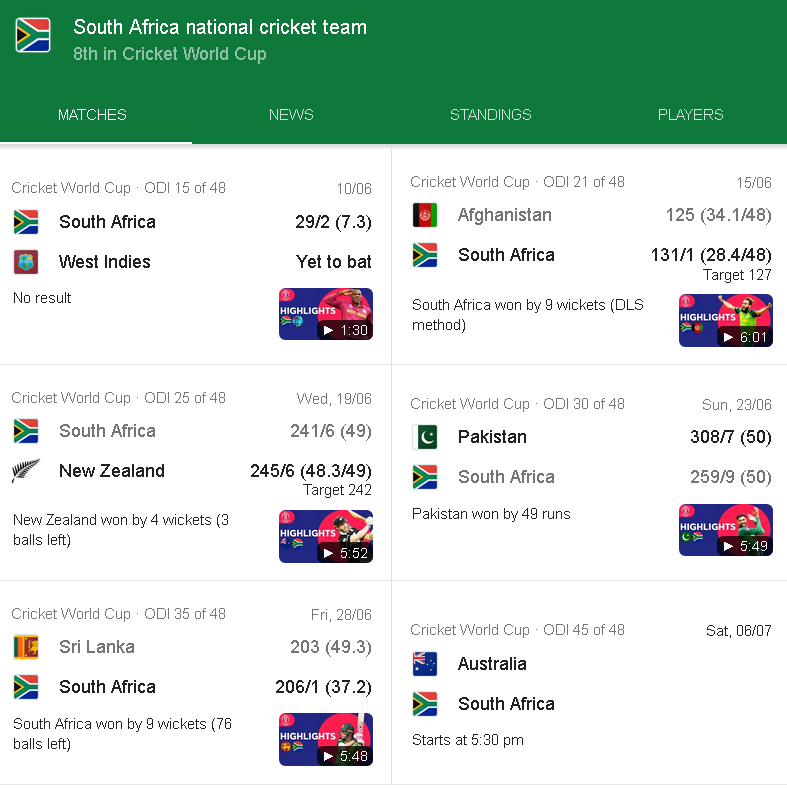 South Africa national cricket team
8th in Cricket World Cup
MATCHES NEWS STANDINGS PLAYERS
Cricket World Cup · ODI 15 of 48 10/06
South Africa 29/2 (7.3)
West Indies Yet to bat
No result
HIGHLIGHTS
1:30
Cricket World Cup · ODI 21 of 48 15/06
Afghanistan 125 (34.1/48)
South Africa 131/1 (28.4/48)
Target 127
South Africa won by 9 wickets (DLS
method)
HIGHLIGHTS
6:01
Cricket World Cup · ODI 25 of 48 Wed, 19/06
South Africa 241/6 (49)
New Zealand 245/6 (48.3/49)
Target 242
New Zealand won by 4 wickets (3
balls left)
HIGHLIGHTS
5:52
Cricket World Cup · ODI 30 of 48 Sun, 23/06
Pakistan 308/7 (50)
South Africa 259/9 (50)
Pakistan won by 49 runs
HIGHLIGHTS
5:49
Cricket World Cup · ODI 35 of 48 Fri, 28/06
Sri Lanka 203 (49.3)
South Africa 206/1 (37.2)
South Africa won by 9 wickets (76
balls left)
HIGHLIGHTS
5:48
Cricket World Cup · ODI 45 of 48 Sat, 06/07
Australia
South Africa
Starts at 5:30 pm